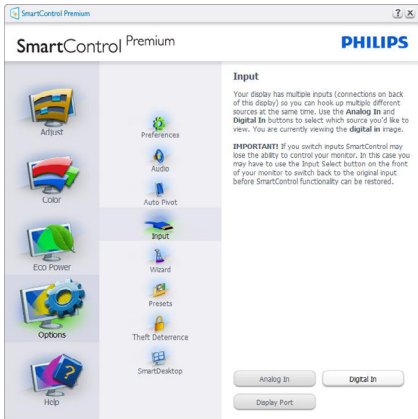 SmartControl Premium
SmartControl Premium
PHILIPS
Adjust
Color
Eco Power
Options
Help
Preferences
Audio
Auto Pivot
Input
Wizard
Presets
Theft Deterrence
SmartDesktop
Input
Your display has multiple inputs (connections on back
of this display) so you can hook up multiple different
sources at the same time. Use the Analog In and
Digital In buttons to select which source you'd like to
view. You are currently viewing the digital in image.
IMPORTANT! If you switch inputs SmartControl may
lose the ability to control your monitor. In this case you
may have to use the Input Select button on the front
of your monitor to switch back to the original input
before SmartControl functionality can be restored.
Analog In
Digital In
Display Port